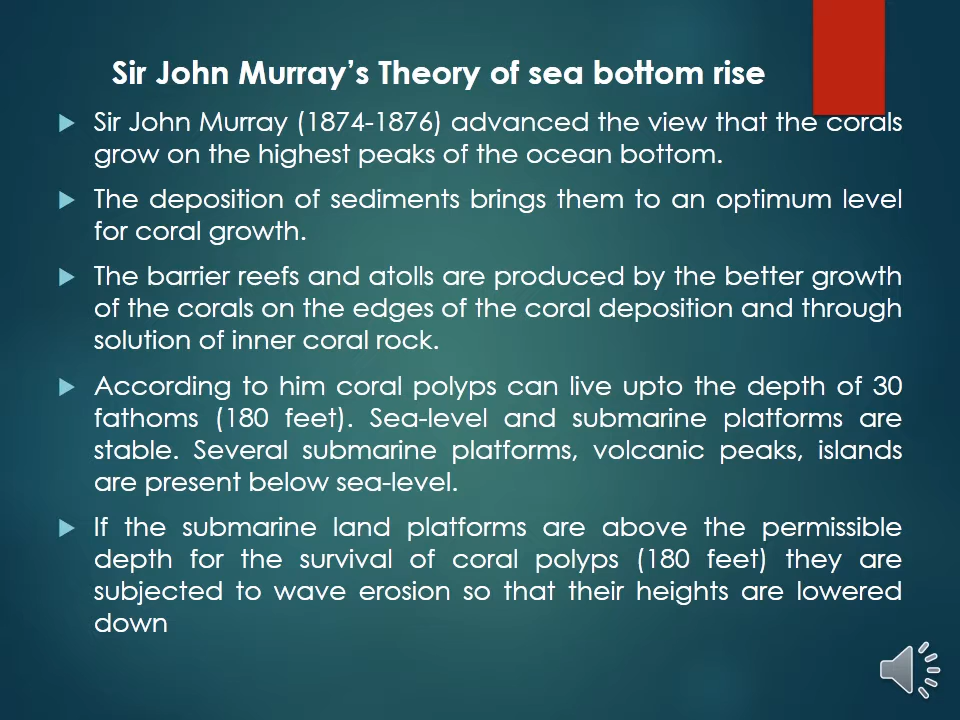 Sir John Murray's Theory of sea bottom rise
Sir John Murray (1874-1876) advanced the view that the corals
grow on the highest peaks of the ocean bottom.
The deposition of sediments brings them to an optimum level
for coral growth.
The barrier reefs and atolls are produced by the better growth
of the corals on the edges of the coral deposition and through
solution of inner coral rock.
According to him coral polyps can live upto the depth of 30
fathoms (180 feet). Sea-level and submarine platforms are
stable. Several submarine platforms, volcanic peaks, islands
are present below sea-level.
If the submarine land platforms are above the permissible
depth for the survival of coral polyps (180 feet) they are
subjected to wave erosion so that their heights are lowered
down